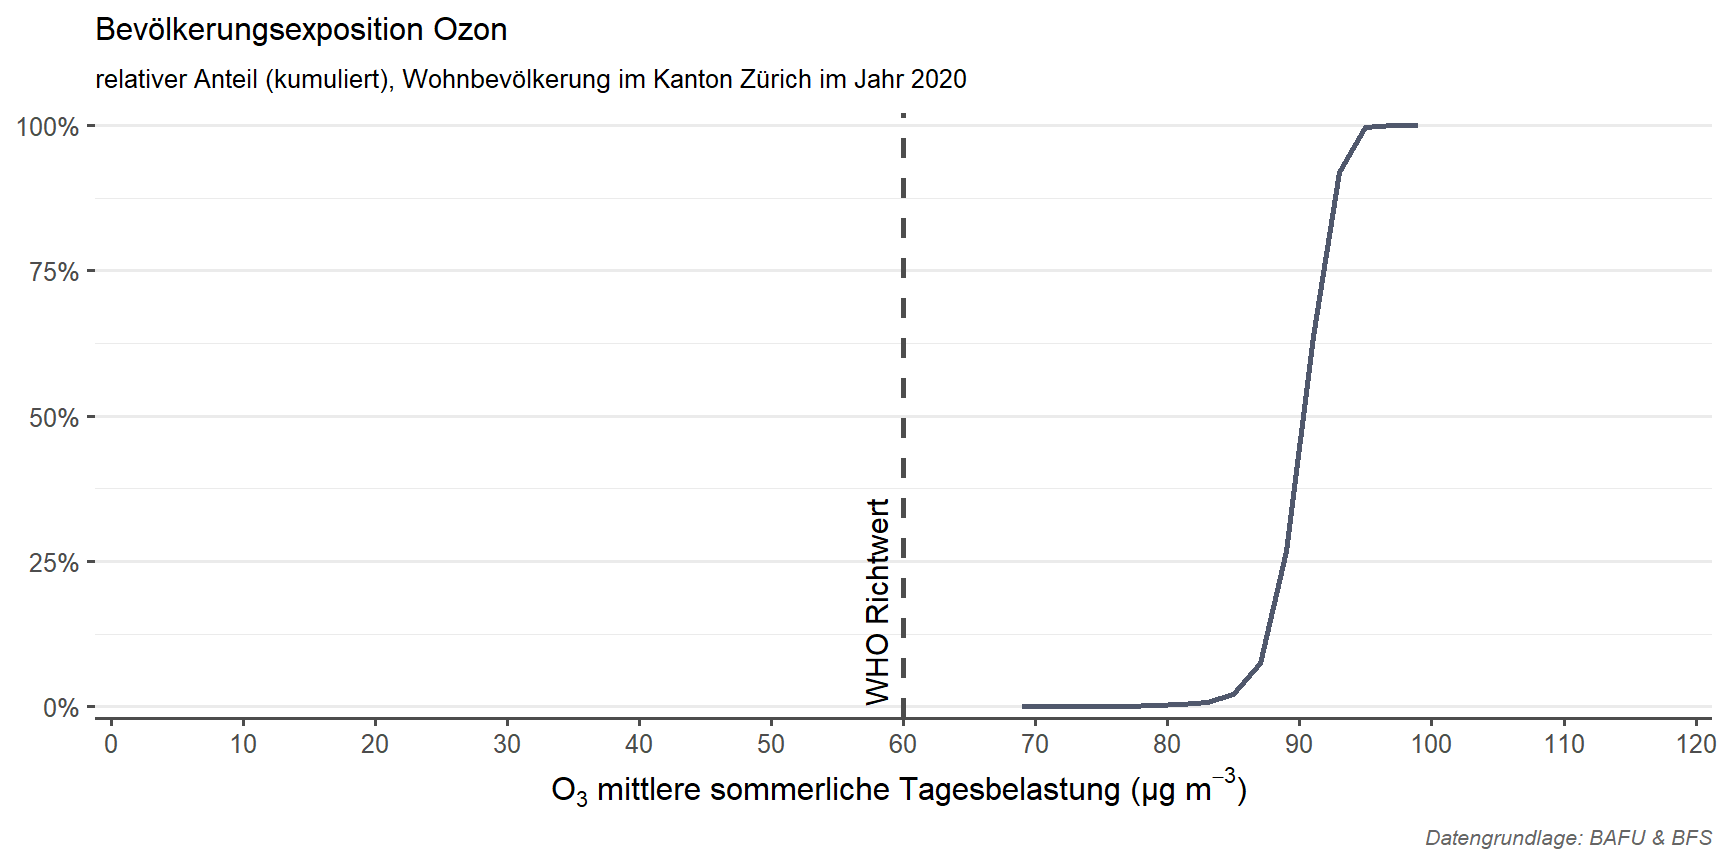 Bevölkerungsexposition Ozon
relativer Anteil (kumuliert), Wohnbevölkerung im Kanton Zürich im Jahr 2020
100%
75%
50%
25%
0%
WHO Richtwert
0 10 20 30 40 50 60 70 80 90 100 110 120
O₃ mittlere sommerliche Tagesbelastung (µg m⁻³)
Datengrundlage: BAFU & BFS